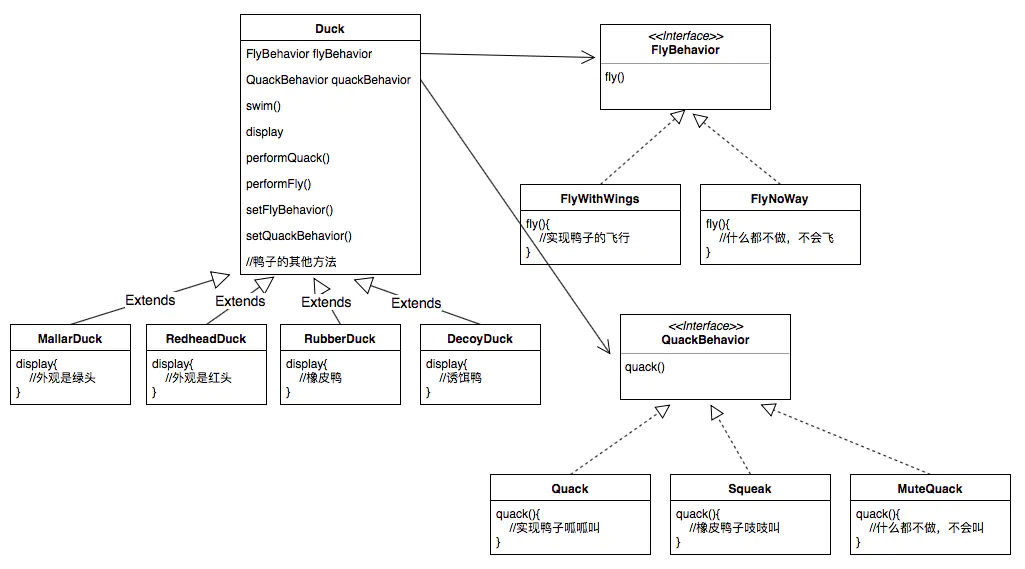 Duck
FlyBehavior flyBehavior
QuackBehavior quackBehavior
swim()
display
performQuack()
performFly()
setFlyBehavior()
setQuackBehavior()
//鸭子的其他方法
<<Interface>>
FlyBehavior
fly()
FlyWithWings
fly(){
//实现鸭子的飞行
}
FlyNoWay
fly(){
//什么都不做，不会飞
}
Extends
Extends
Extends
Extends
MallarDuck
display{
//外观是绿头
}
RedheadDuck
display{
//外观是红头
}
RubberDuck
display{
//橡皮鸭
}
DecoyDuck
display{
//诱饵鸭
}
<<Interface>>
QuackBehavior
quack()
Quack
quack(){
//实现鸭子呱呱叫
}
Squeak
quack(){
//橡皮鸭子吱吱叫
}
MuteQuack
quack(){
//什么都不做，不会叫
}